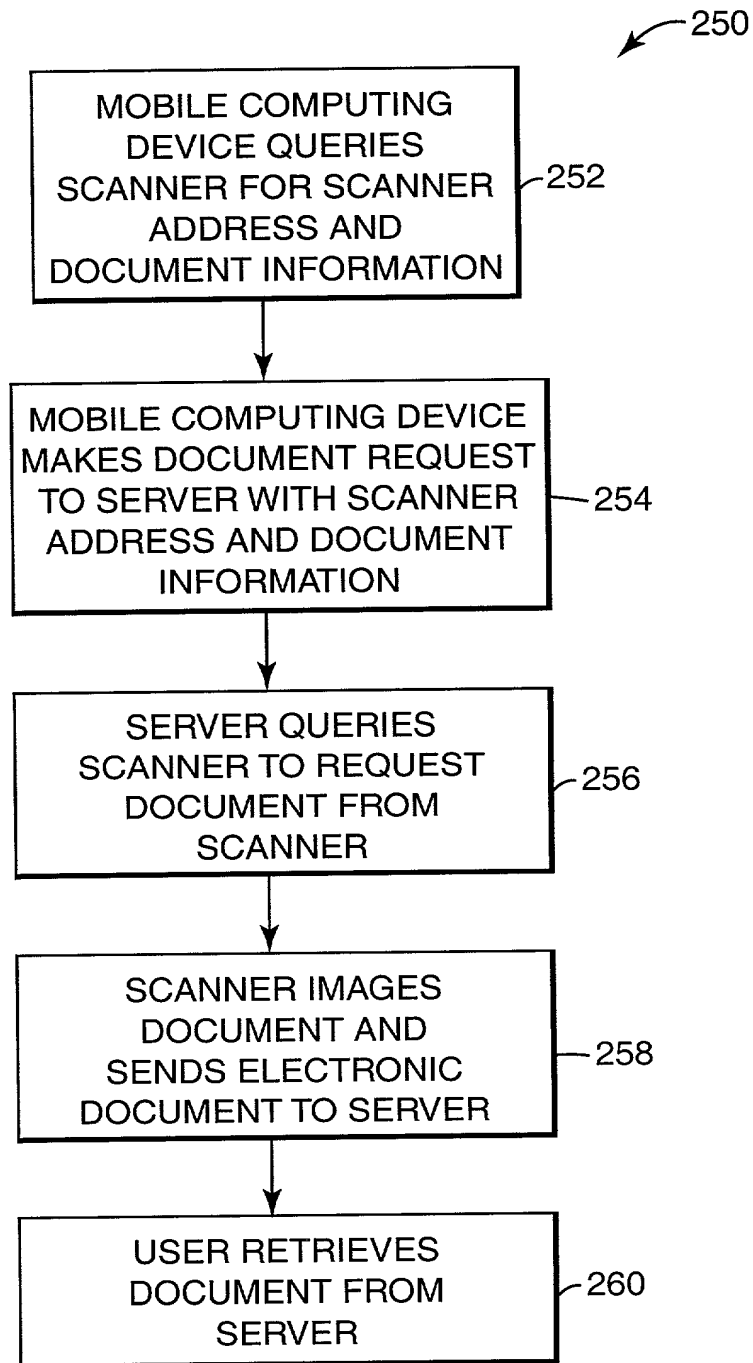 250
MOBILE COMPUTING
DEVICE QUERIES
SCANNER FOR SCANNER
ADDRESS AND
DOCUMENT INFORMATION
252
MOBILE COMPUTING DEVICE
MAKES DOCUMENT REQUEST
TO SERVER WITH SCANNER
ADDRESS AND DOCUMENT
INFORMATION
254
SERVER QUERIES
SCANNER TO REQUEST
DOCUMENT FROM
SCANNER
256
SCANNER IMAGES
DOCUMENT AND
SENDS ELECTRONIC
DOCUMENT TO SERVER
258
USER RETRIEVES
DOCUMENT FROM
SERVER
260